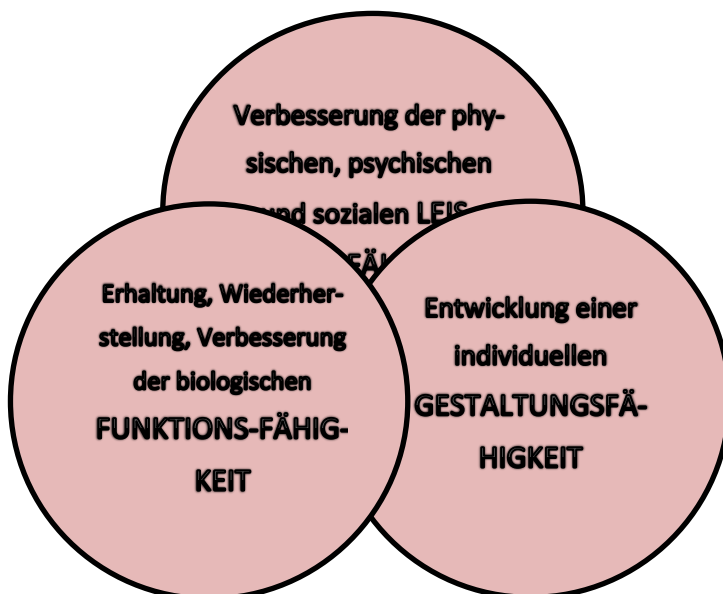 Verbesserung der phy-
sischen, psychischen
und sozialen LEIS
Erhaltung, Wiederher-
stellung, Verbesserung
der biologischen
FUNKTIONS-FÄHIG-
KEIT
Entwicklung einer
individuellen
GESTALTUNGSFÄ-
HIGKEIT